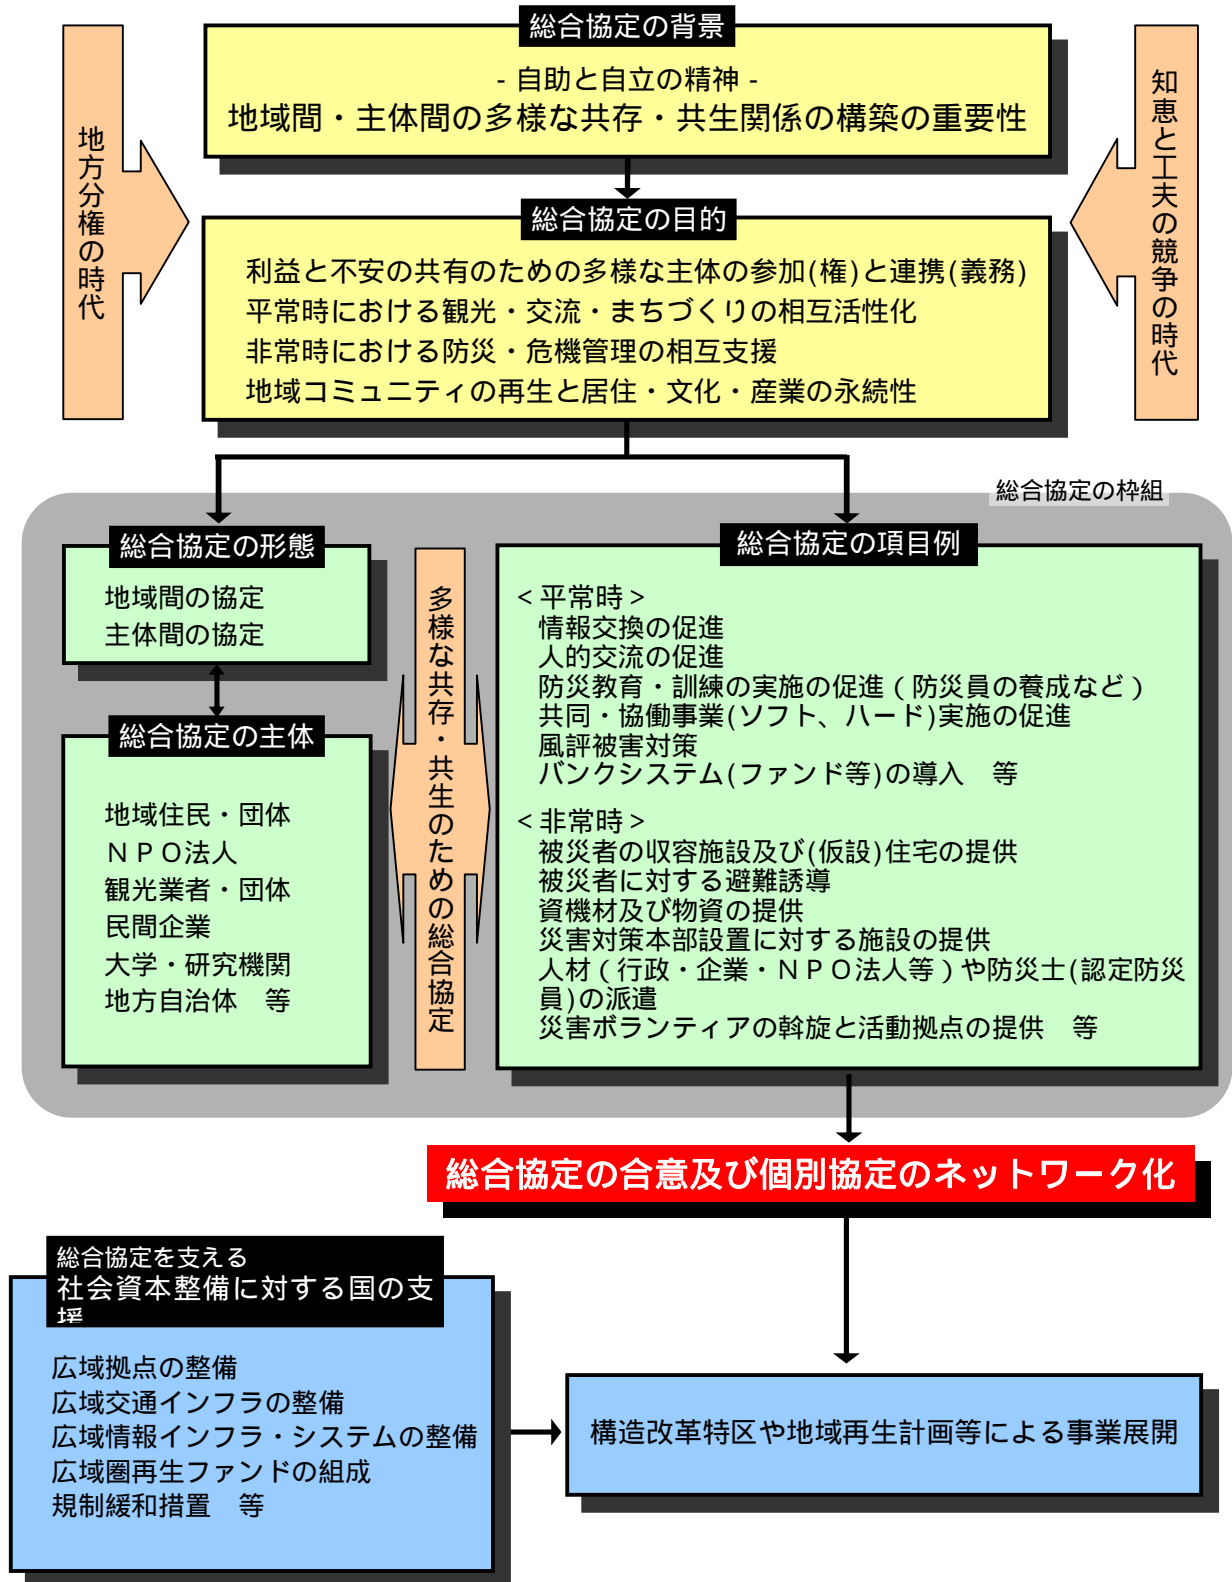 総合協定の背景
- 自助と自立の精神 -
地域間・主体間の多様な共存・共生関係の構築の重要性
地方分権の時代
知恵と工夫の競争の時代
総合協定の目的
利益と不安の共有のための多様な主体の参加(権)と連携(義務)
平常時における観光・交流・まちづくりの相互活性化
非常時における防災・危機管理の相互支援
地域コミュニティの再生と居住・文化・産業の永続性
総合協定の枠組
総合協定の形態
地域間の協定
主体間の協定
総合協定の主体
地域住民・団体
ＮＰＯ法人
観光業者・団体
民間企業
大学・研究機関
地方自治体　等
多様な共存・共生のための総合協定
総合協定の項目例
＜平常時＞
情報交換の促進
人的交流の促進
防災教育・訓練の実施の促進（防災員の養成など）
共同・協働事業(ソフト、ハード)実施の促進
風評被害対策
バンクシステム(ファンド等)の導入　等
＜非常時＞
被災者の収容施設及び(仮設)住宅の提供
被災者に対する避難誘導
資機材及び物資の提供
災害対策本部設置に対する施設の提供
人材（行政・企業・ＮＰＯ法人等）や防災士(認定防災
員)の派遣
災害ボランティアの斡旋と活動拠点の提供　等
総合協定の合意及び個別協定のネットワーク化
総合協定を支える
社会資本整備に対する国の支
援
広域拠点の整備
広域交通インフラの整備
広域情報インフラ・システムの整備
広域圏再生ファンドの組成
規制緩和措置　等
構造改革特区や地域再生計画等による事業展開